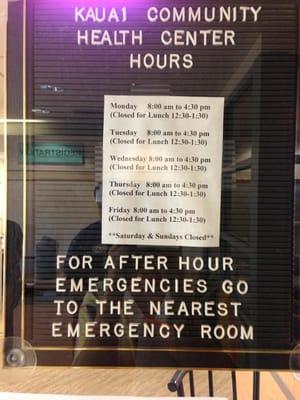 KAUAI COMMUNITY
HEALTH CENTER
HOURS
Monday 8:00 am to 4:30 pm
(Closed for Lunch 12:30-1:30)
Tuesday 8:00 am to 4:30 pm
(Closed for Lunch 12:30-1:30)
Wednesday 8:00 am to 4:30 pm
(Closed for Lunch 12:30-1:30)
Thursday 8:00 am to 4:30 pm
(Closed for Lunch 12:30-1:30)
Friday 8:00 am to 4:30 pm
(Closed for Lunch 12:30-1:30)
**Saturday & Sundays Closed**
REGISTRATION
FOR AFTER HOUR
EMERGENCIES GO
TO THE NEAREST
EMERGENCY ROOM